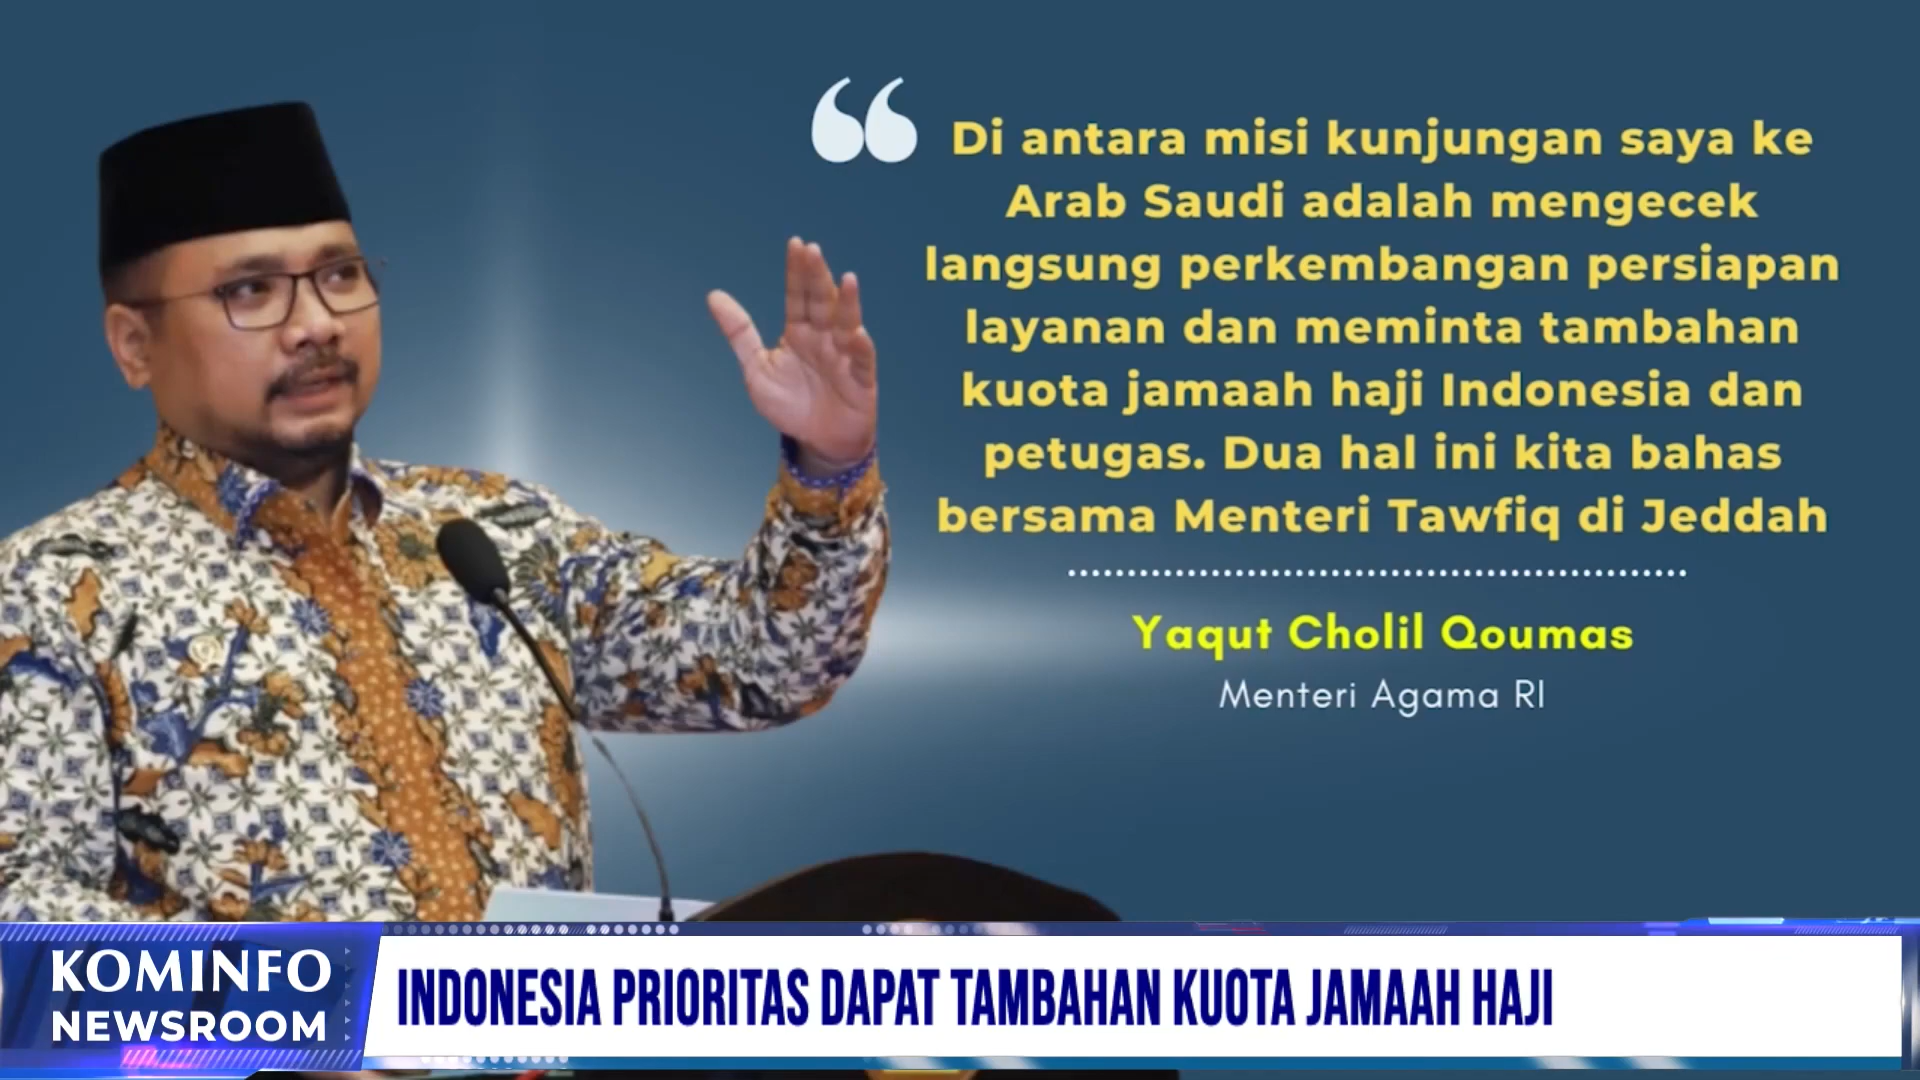 Di antara misi kunjungan saya ke
Arab Saudi adalah mengecek
langsung perkembangan persiapan
layanan dan meminta tambahan
kuota jamaah haji Indonesia dan
petugas. Dua hal ini kita bahas
bersama Menteri Tawfiq di Jeddah
Yaqut Cholil Qoumas
Menteri Agama RI
KOMINFO
NEWSROOM
INDONESIA PRIORITAS DAPAT TAMBAHAN KUOTA JAMAAH HAJI